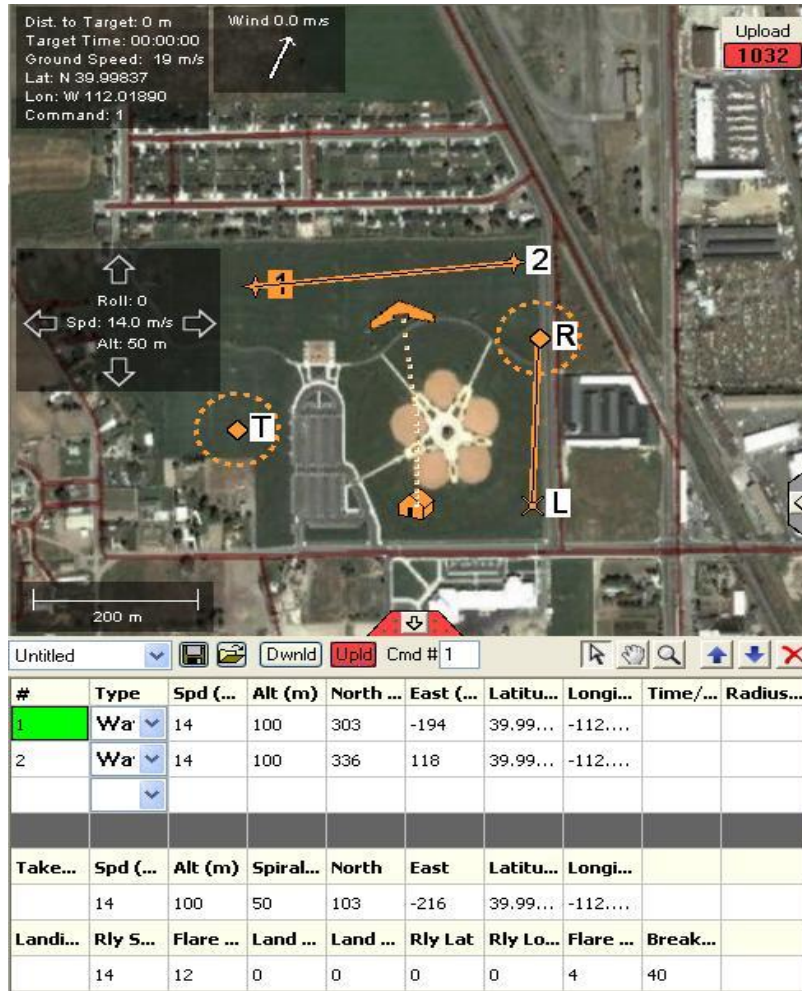 Dist. to Target: 0 m
Target Time: 00:00:00
Ground Speed: 19 m/s
Lat: N 39.99837
Lon: W 112.01890
Command: 1
Wind 0.0 m/s
Upload
1032
1
2
Roll: 0
Spd: 14.0 m/s
Alt: 50 m
R
T
L
200 m
Untitled Dwnld Upld Cmd # 1
# Type Spd (... Alt (m) North ... East (... Latitu... Longi... Time/... Radius...
1 Wa 14 100 303 -194 39.99... -112....
2 Wa 14 100 336 118 39.99... -112....
Take... Spd (... Alt (m) Spiral... North East Latitu... Longi...
14 100 50 103 -216 39.99... -112....
Landi... Rly S... Flare ... Land ... Land ... Rly Lat Rly Lo... Flare ... Break...
14 12 0 0 0 0 4 40